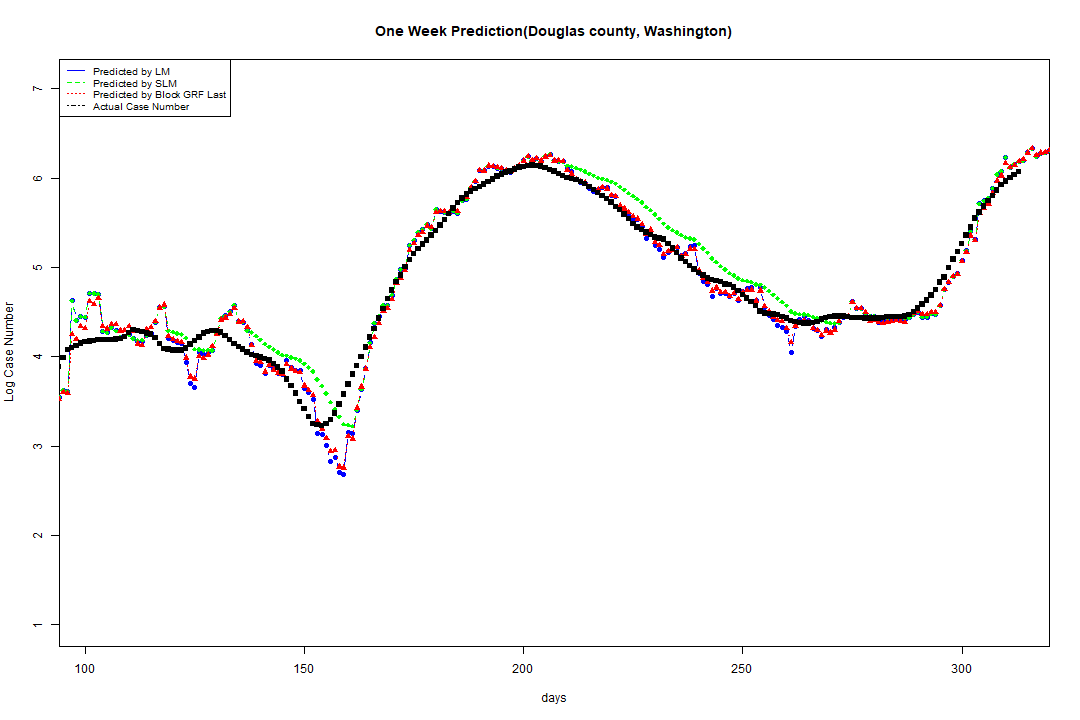 One Week Prediction(Douglas county, Washington)
Predicted by LM
Predicted by SLM
Predicted by Block GRF Last
Actual Case Number
7
6
5
4
3
2
1
Log Case Number
100 150 200 250 300
days